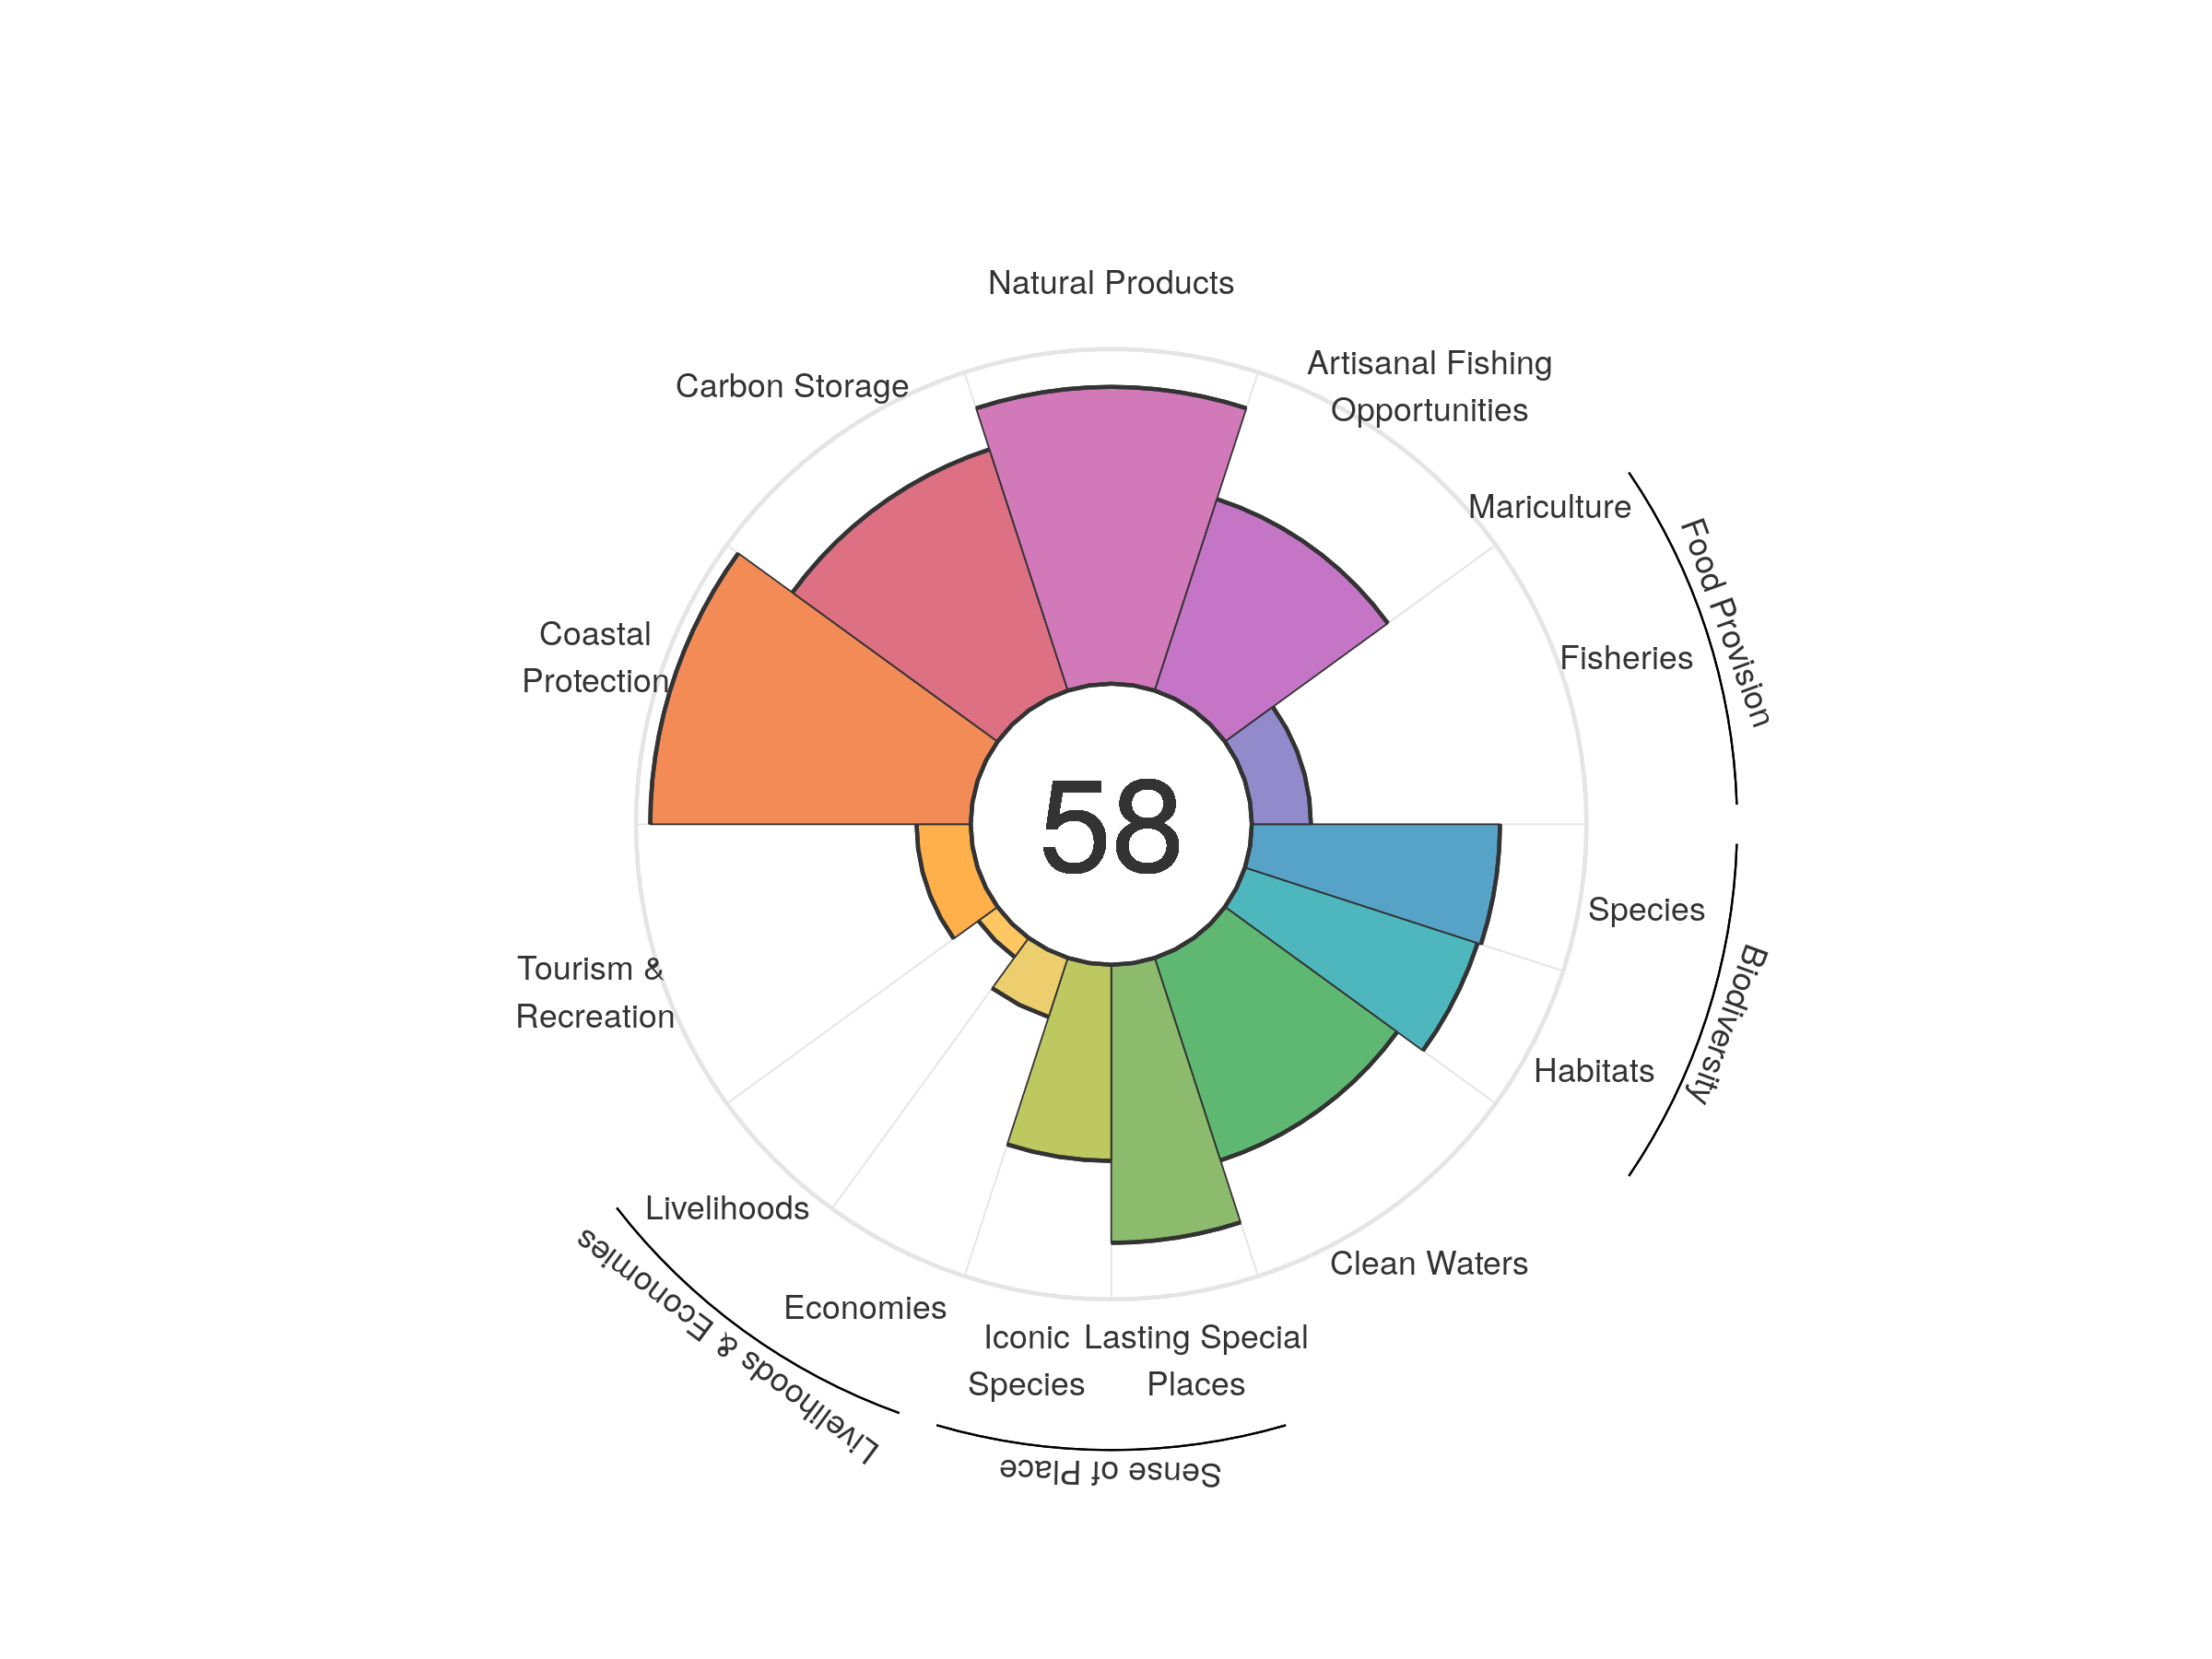 Natural Products
Artisanal Fishing
Opportunities
Carbon Storage
Mariculture
Food Provision
Fisheries
Coastal
Protection
58
Species
Biodiversity
Tourism &
Recreation
Habitats
Livelihoods
Livelihoods & Economies
Clean Waters
Economies
Iconic
Species
Lasting Special
Places
Sense of Place